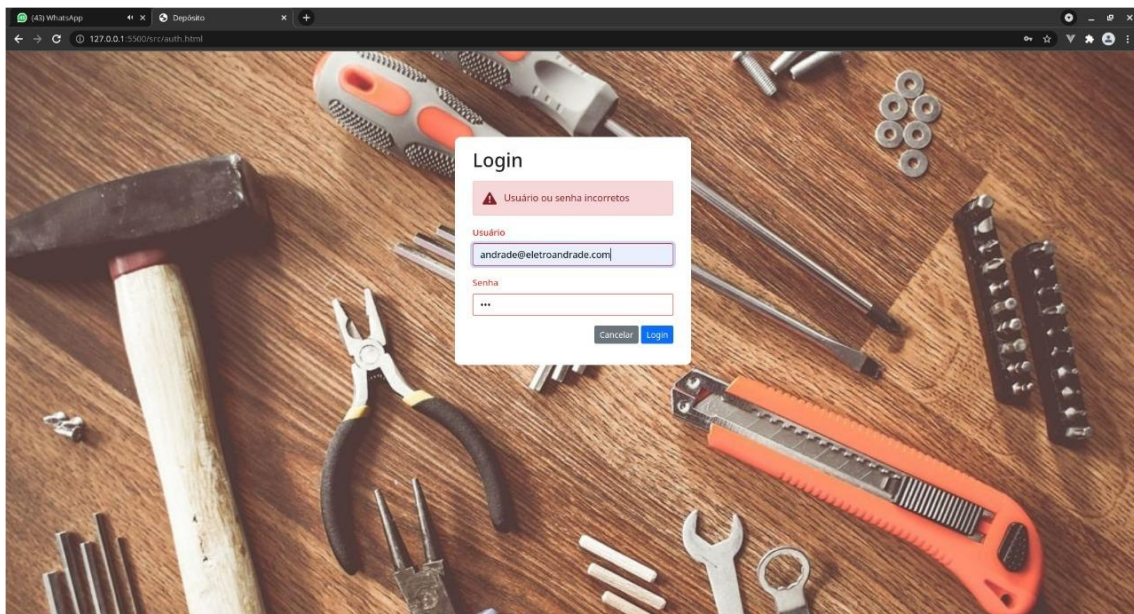 (43) WhatsApp
Depósito
127.0.0.1:5500/src/auth.html
Login
Usuário ou senha incorretos
Usuário
andrade@eletroandrade.com
Senha
Cancelar
Login